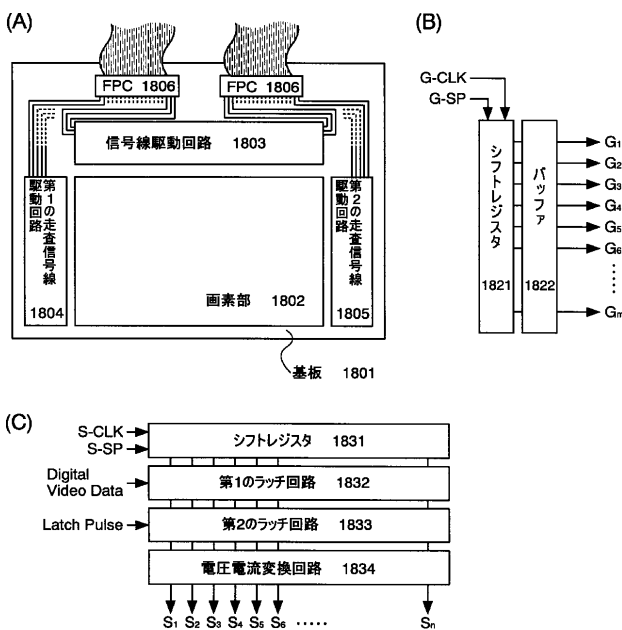 (A)
FPC 1806
FPC 1806
信号線駆動回路 1803
第1の走査信号線
駆動回路
1804
画素部 1802
第2の走査信号線
駆動回路
1805
基板 1801
(B)
G-CLK
G-SP
シフトレジスタ
1821
バッファ
1822
G1
G2
G3
G4
G5
G6
Gm
(C)
S-CLK
S-SP
シフトレジスタ 1831
Digital
Video Data
第1のラッチ回路 1832
Latch Pulse
第2のラッチ回路 1833
電圧電流変換回路 1834
S1 S2 S3 S4 S5 S6 ····· Sn